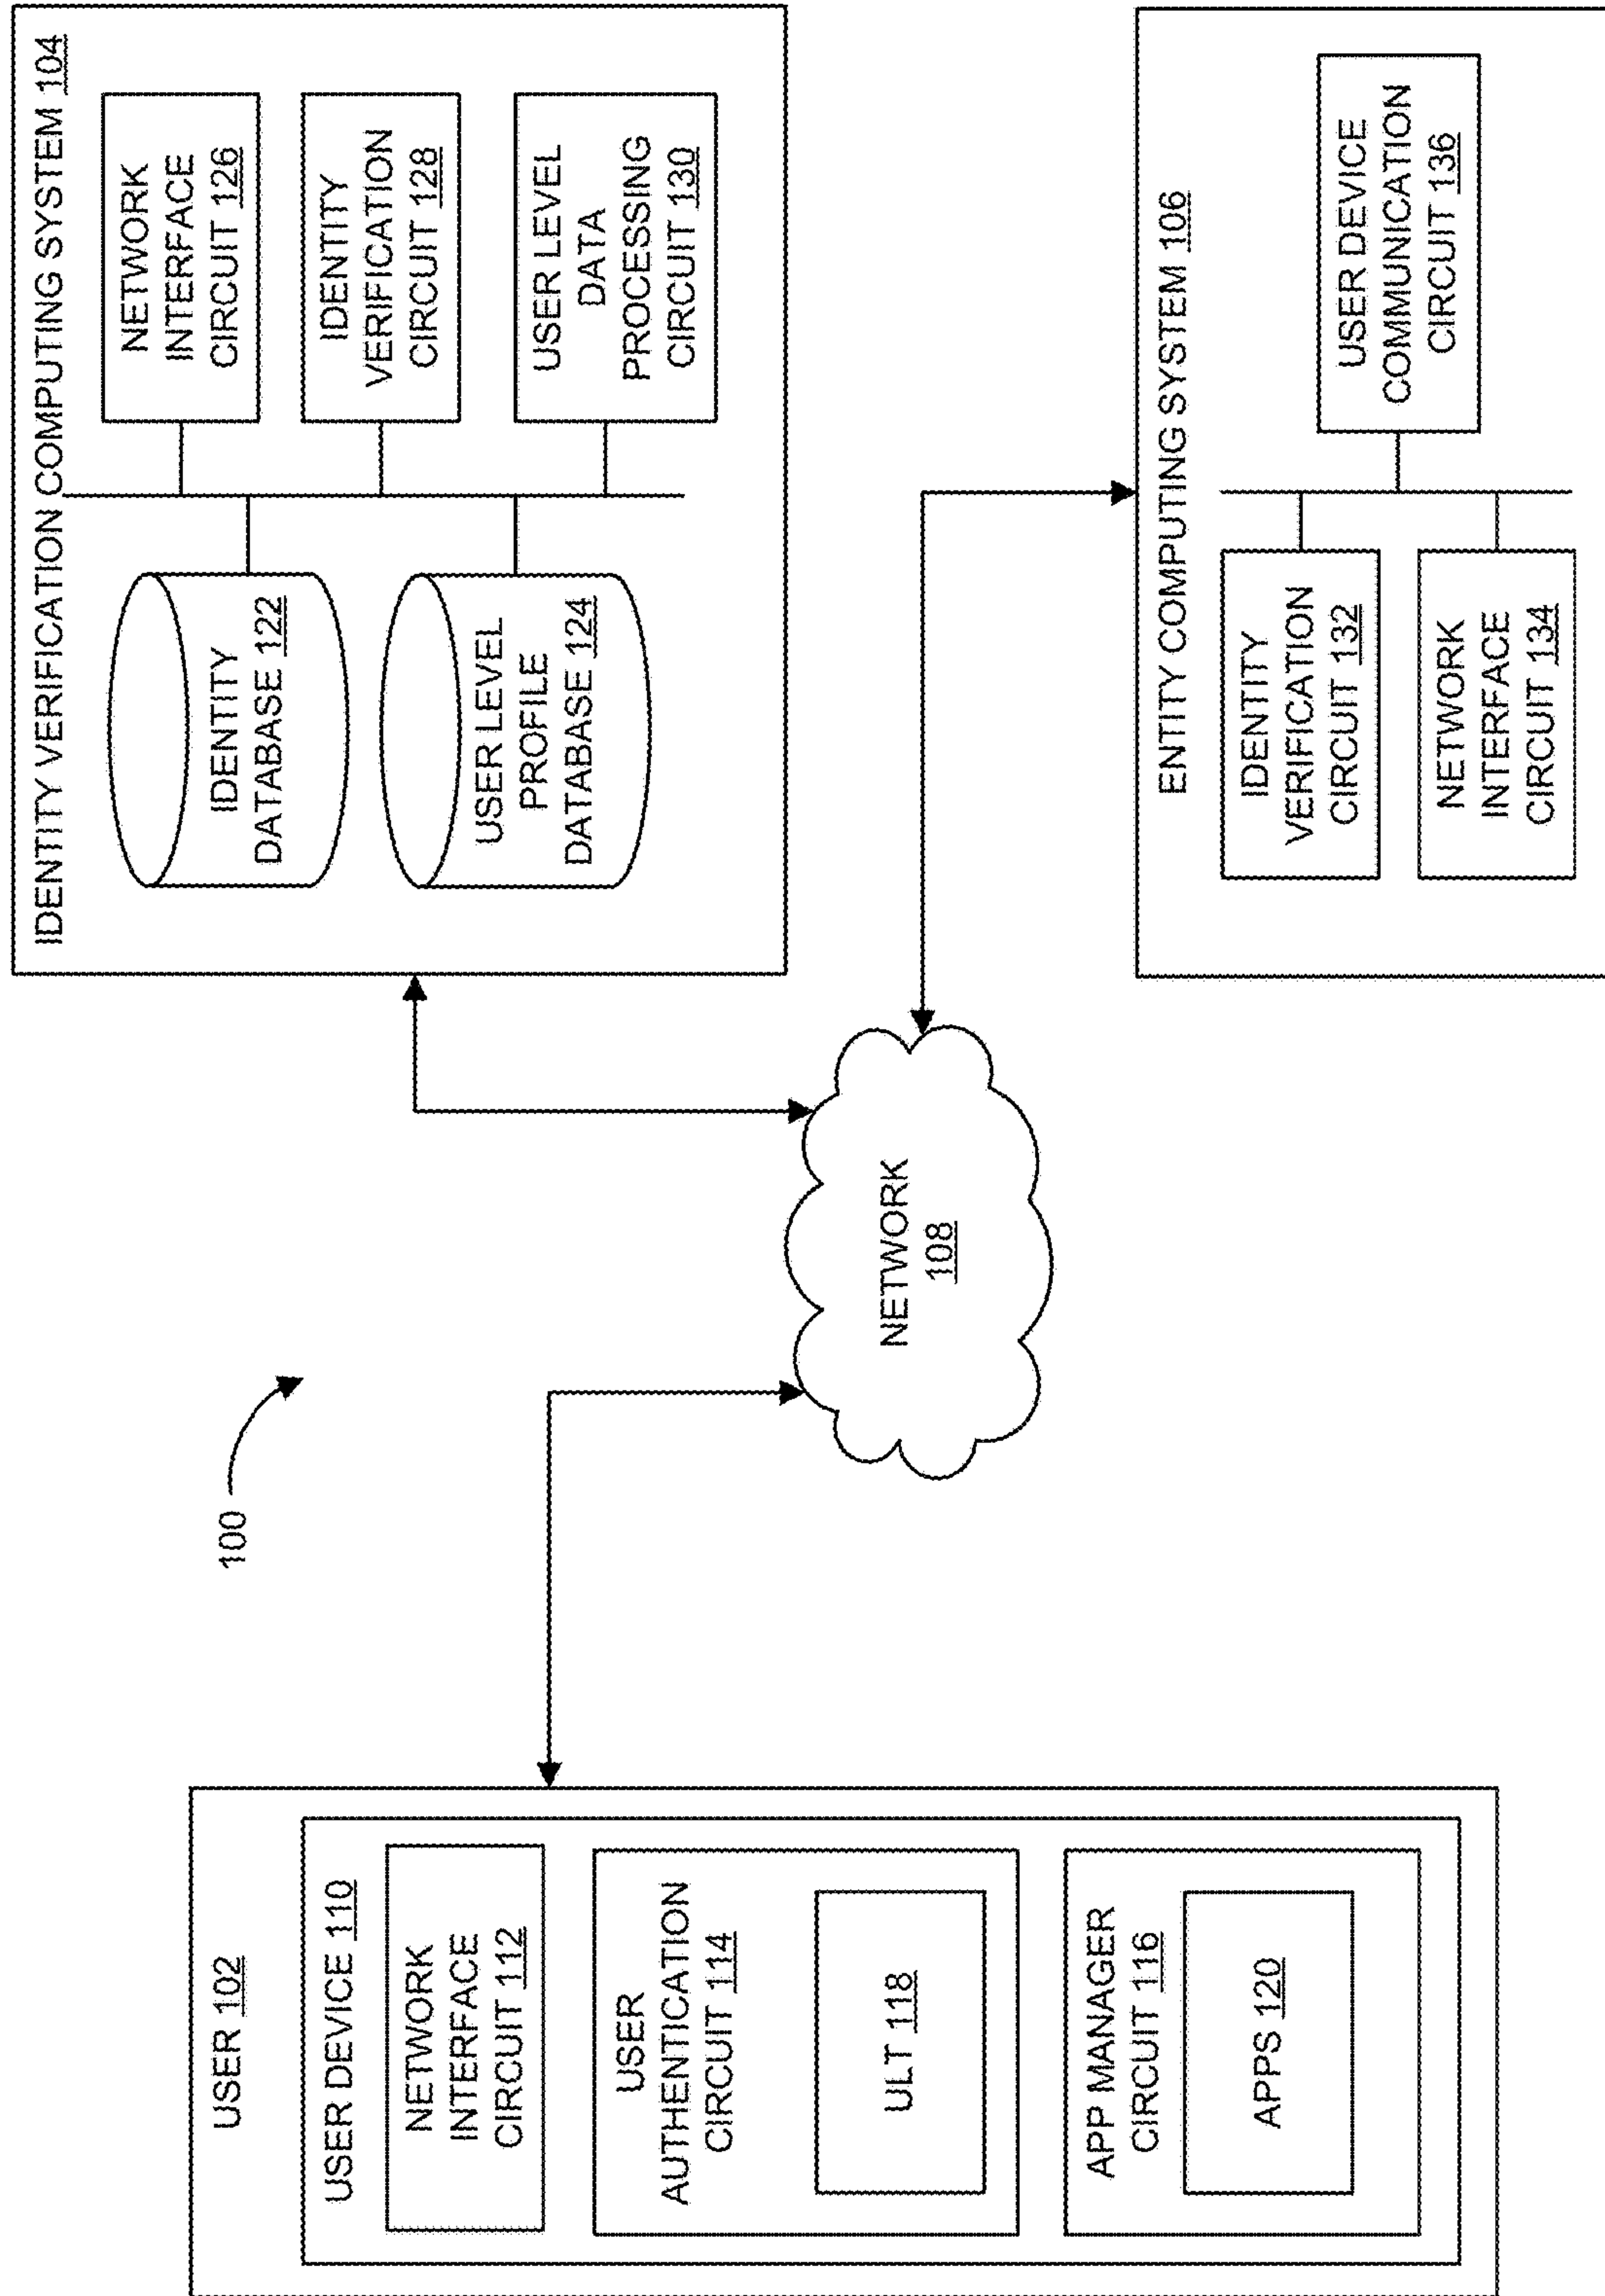 100
USER 102
USER DEVICE 110
NETWORK
INTERFACE
CIRCUIT 112
USER
AUTHENTICATION
CIRCUIT 114
ULT 118
APP MANAGER
CIRCUIT 116
APPS 120
NETWORK
108
IDENTITY VERIFICATION COMPUTING SYSTEM 104
IDENTITY
DATABASE 122
USER LEVEL
PROFILE
DATABASE 124
NETWORK
INTERFACE
CIRCUIT 126
IDENTITY
VERIFICATION
CIRCUIT 128
USER LEVEL
DATA
PROCESSING
CIRCUIT 130
ENTITY COMPUTING SYSTEM 106
IDENTITY
VERIFICATION
CIRCUIT 132
NETWORK
INTERFACE
CIRCUIT 134
USER DEVICE
COMMUNICATION
CIRCUIT 136